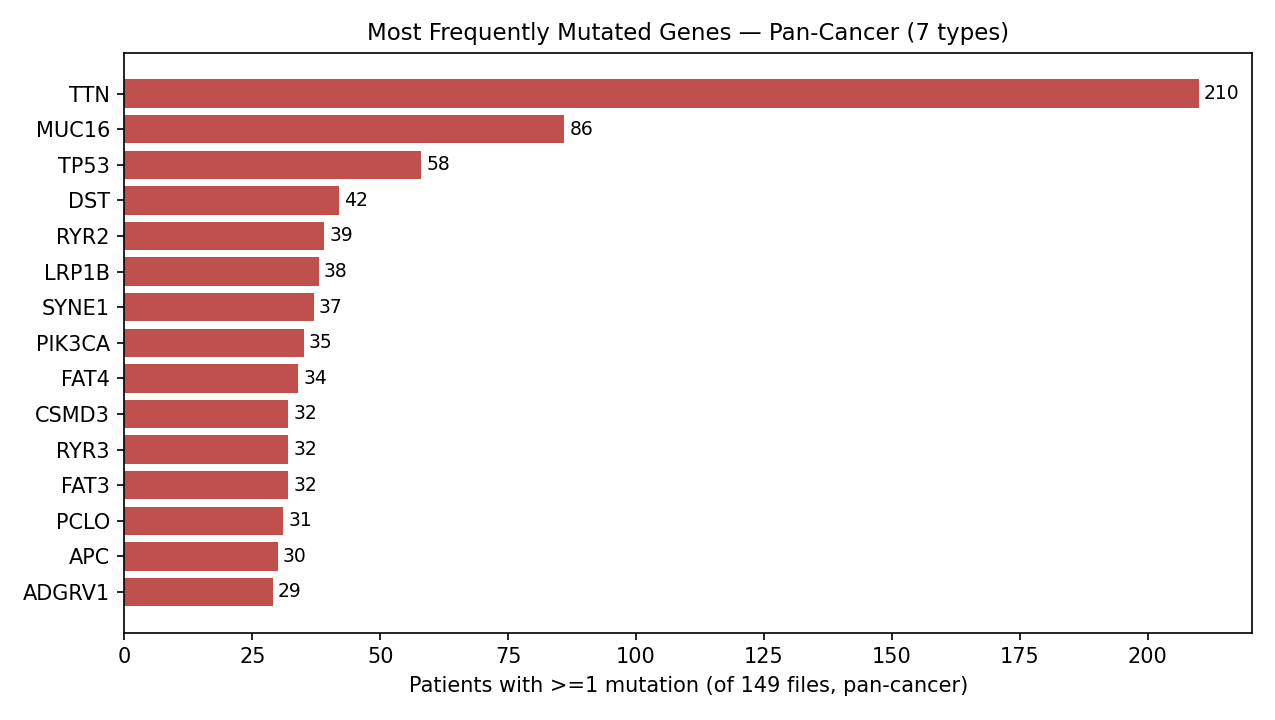 Most Frequently Mutated Genes — Pan-Cancer (7 types)
TTN 210
MUC16 86
TP53 58
DST 42
RYR2 39
LRP1B 38
SYNE1 37
PIK3CA 35
FAT4 34
CSMD3 32
RYR3 32
FAT3 32
PCLO 31
APC 30
ADGRV1 29
0 25 50 75 100 125 150 175 200
Patients with >=1 mutation (of 149 files, pan-cancer)